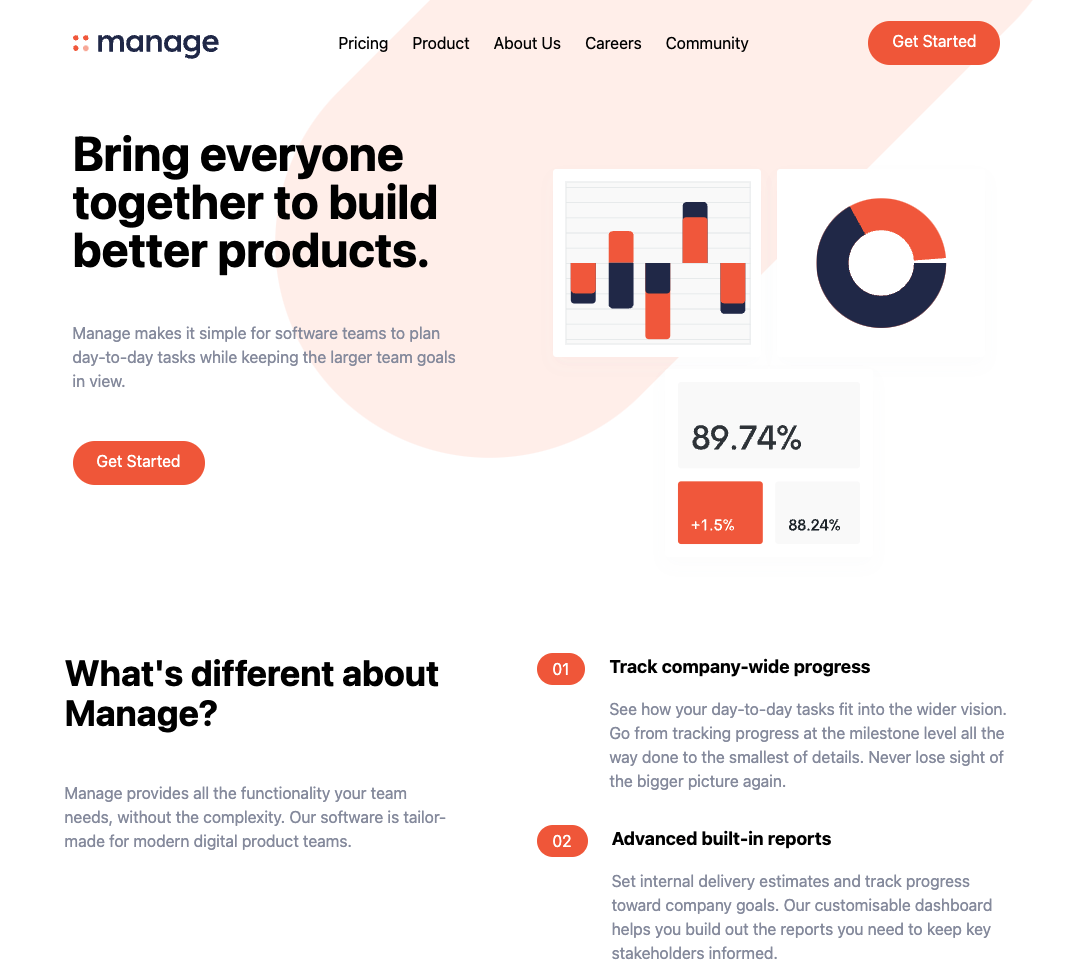 manage
Pricing Product About Us Careers Community
Get Started
Bring everyone
together to build
better products.
Manage makes it simple for software teams to plan
day-to-day tasks while keeping the larger team goals
in view.
Get Started
89.74%
+1.5% 88.24%
What's different about
Manage?
Manage provides all the functionality your team
needs, without the complexity. Our software is tailor-
made for modern digital product teams.
01 Track company-wide progress
See how your day-to-day tasks fit into the wider vision.
Go from tracking progress at the milestone level all the
way done to the smallest of details. Never lose sight of
the bigger picture again.
02 Advanced built-in reports
Set internal delivery estimates and track progress
toward company goals. Our customisable dashboard
helps you build out the reports you need to keep key
stakeholders informed.